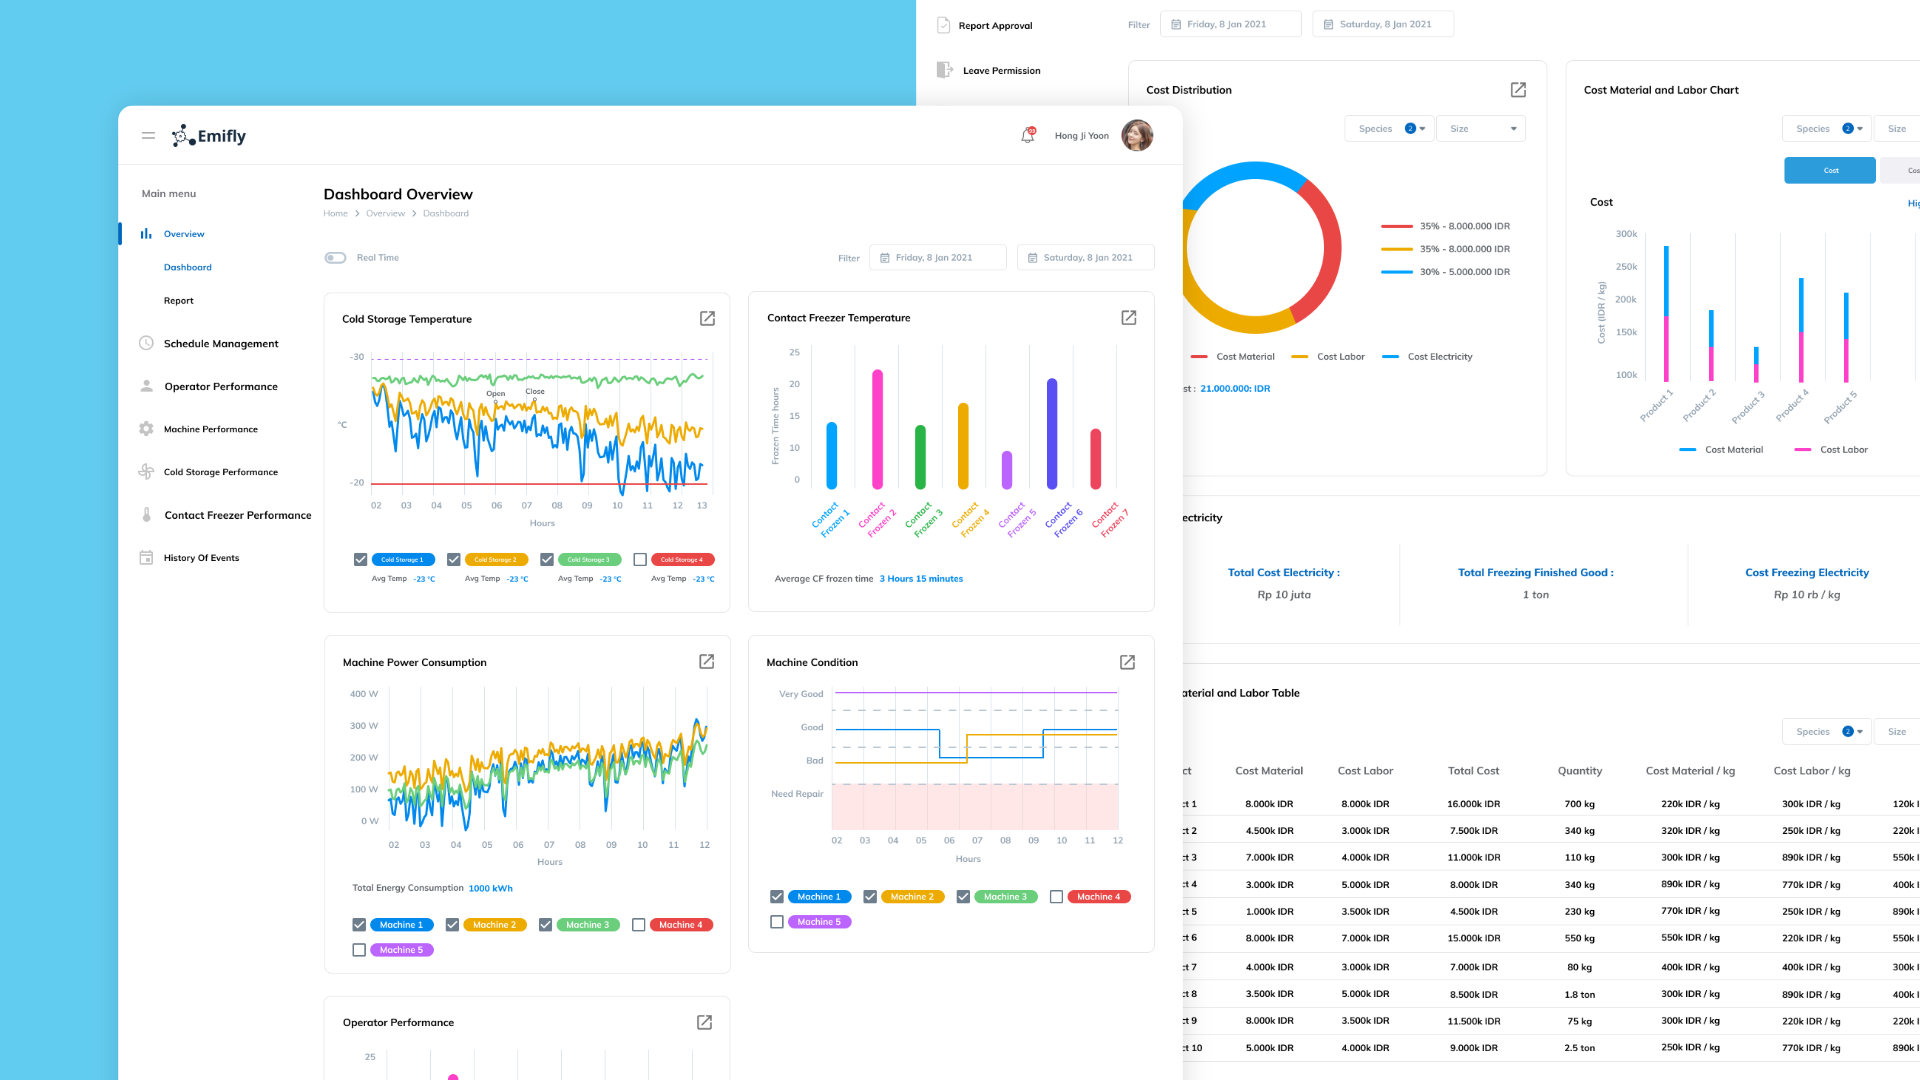 Report Approval
Leave Permission
Filter
Friday, 8 Jan 2021
Saturday, 8 Jan 2021
Cost Distribution
Species 2
Size
35% - 8.000.000 IDR
35% - 8.000.000 IDR
30% - 5.000.000 IDR
Cost Material
Cost Labor
Cost Electricity
st : 21.000.000: IDR
Cost Material and Labor Chart
Species 2
Size
Cost
Cos
Cost
Hig
Cost (IDR / kg)
300k
250k
200k
150k
100k
Product 1
Product 2
Product 3
Product 4
Product 5
Cost Material
Cost Labor
ectricity
Total Cost Electricity :
Rp 10 juta
Total Freezing Finished Good :
1 ton
Cost Freezing Electricity
Rp 10 rb / kg
aterial and Labor Table
Species 2
Size
ct Cost Material Cost Labor Total Cost Quantity Cost Material / kg Cost Labor / kg
ct 1 8.000k IDR 8.000k IDR 16.000k IDR 700 kg 220k IDR / kg 300k IDR / kg 120k I
ct 2 4.500k IDR 3.000k IDR 7.500k IDR 340 kg 320k IDR / kg 250k IDR / kg 220k I
ct 3 7.000k IDR 4.000k IDR 11.000k IDR 110 kg 300k IDR / kg 890k IDR / kg 550k I
ct 4 3.000k IDR 5.000k IDR 8.000k IDR 340 kg 890k IDR / kg 770k IDR / kg 400k I
ct 5 1.000k IDR 3.500k IDR 4.500k IDR 230 kg 770k IDR / kg 250k IDR / kg 890k I
ct 6 8.000k IDR 7.000k IDR 15.000k IDR 550 kg 550k IDR / kg 220k IDR / kg 550k I
ct 7 4.000k IDR 3.000k IDR 7.000k IDR 80 kg 400k IDR / kg 400k IDR / kg 300k I
ct 8 3.500k IDR 5.000k IDR 8.500k IDR 1.8 ton 300k IDR / kg 890k IDR / kg 400k I
ct 9 8.000k IDR 3.500k IDR 11.500k IDR 75 kg 300k IDR / kg 220k IDR / kg 220k I
ct 10 5.000k IDR 4.000k IDR 9.000k IDR 2.5 ton 250k IDR / kg 770k IDR / kg 890k I
Emifly
Hong Ji Yoon
Main menu
Overview
Dashboard
Report
Schedule Management
Operator Performance
Machine Performance
Cold Storage Performance
Contact Freezer Performance
History Of Events
Dashboard Overview
Home > Overview > Dashboard
Real Time
Filter
Friday, 8 Jan 2021
Saturday, 8 Jan 2021
Cold Storage Temperature
-30
°C
-20
Open
Close
02 03 04 05 06 07 08 09 10 11 12 13
Hours
Cold Storage 1 Cold Storage 2 Cold Storage 3 Cold Storage 4
Avg Temp -23 °C Avg Temp -23 °C Avg Temp -23 °C Avg Temp -23 °C
Contact Freezer Temperature
Frozen Time hours
25
20
15
10
0
Contact Frozen 1
Contact Frozen 2
Contact Frozen 3
Contact Frozen 4
Contact Frozen 5
Contact Frozen 6
Contact Frozen 7
Average CF frozen time 3 Hours 15 minutes
Machine Power Consumption
400 W
300 W
200 W
100 W
0 W
02 03 04 05 06 07 08 09 10 11 12
Hours
Total Energy Consumption 1000 kWh
Machine 1 Machine 2 Machine 3 Machine 4
Machine 5
Machine Condition
Very Good
Good
Bad
Need Repair
02 03 04 05 06 07 08 09 10 11 12
Hours
Machine 1 Machine 2 Machine 3 Machine 4
Machine 5
Operator Performance
25